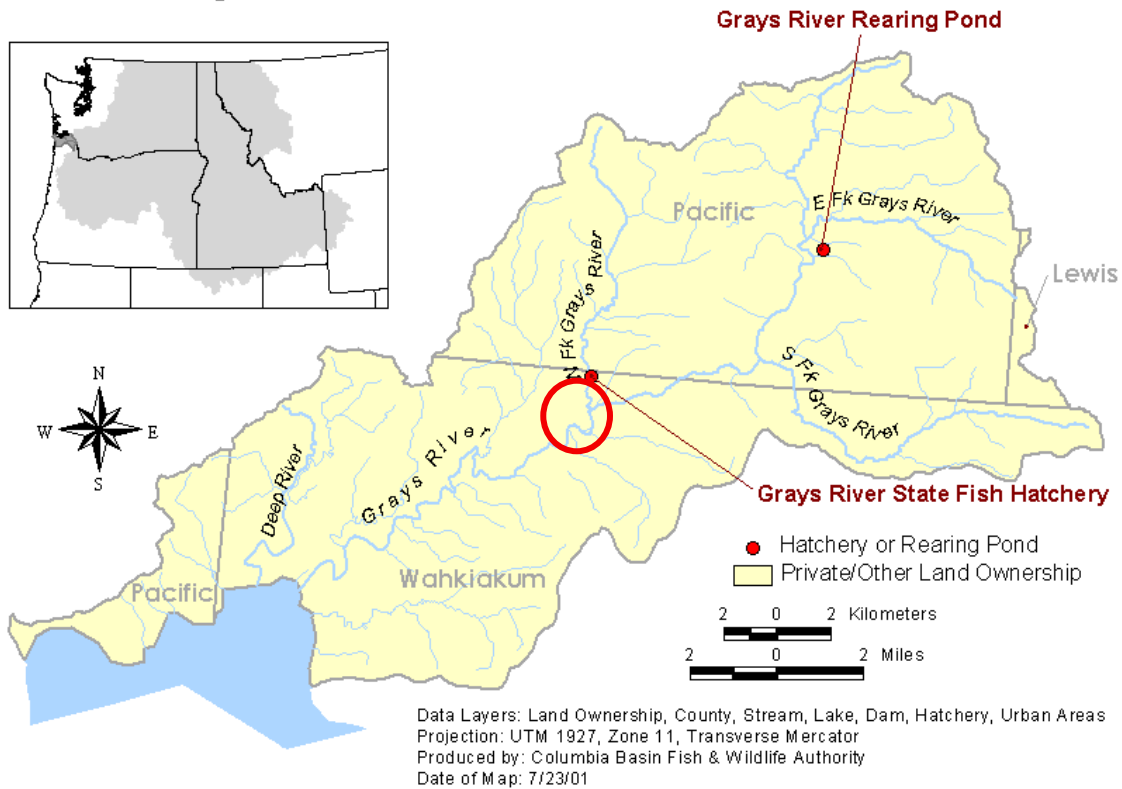 Grays River Rearing Pond
Pacific
E Fk Grays River
Lewis
N Fk Grays River
S Fk Grays River
N
W E
S
Deep River
Grays River
Grays River State Fish Hatchery
Hatchery or Rearing Pond
Private/Other Land Ownership
Wahkiakum
Pacific
2 0 2 Kilometers
2 0 2 Miles
Data Layers: Land Ownership, County, Stream, Lake, Dam, Hatchery, Urban Areas
Projection: UTM 1927, Zone 11, Transverse Mercator
Produced by: Columbia Basin Fish & Wildlife Authority
Date of Map: 7/23/01